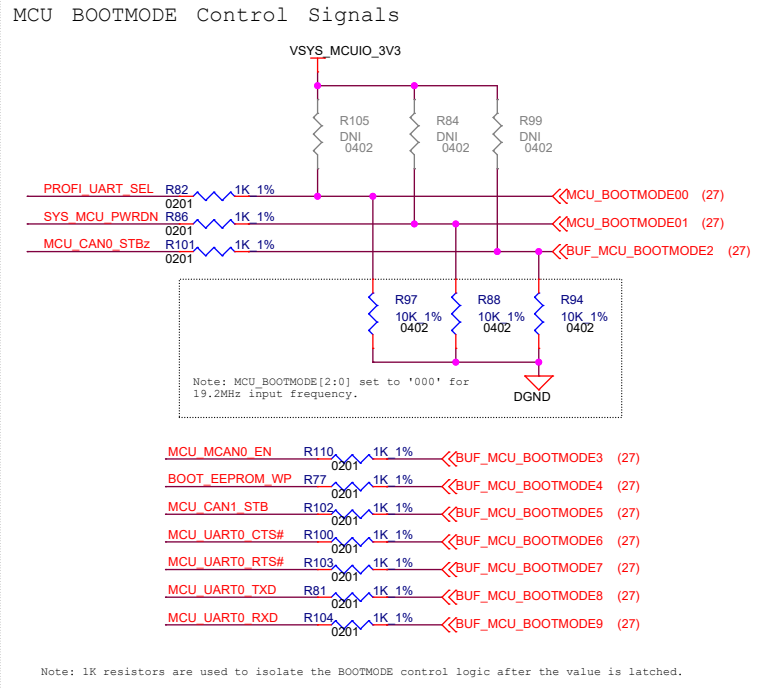 MCU BOOTMODE Control Signals
VSYS_MCUIO_3V3
R105 R84 R99
DNI DNI DNI
0402 0402 0402
PROFI_UART_SEL R82 1K_1% MCU_BOOTMODE00 (27)
0201
SYS_MCU_PWRDN R86 1K_1% MCU_BOOTMODE01 (27)
0201
MCU_CAN0_STBz R101 1K_1% BUF_MCU_BOOTMODE2 (27)
0201
R97 R88 R94
10K_1% 10K_1% 10K_1%
0402 0402 0402
Note: MCU_BOOTMODE[2:0] set to '000' for
19.2MHz input frequency.
DGND
MCU_MCAN0_EN R110 1K_1% BUF_MCU_BOOTMODE3 (27)
0201
BOOT_EEPROM_WP R77 1K_1% BUF_MCU_BOOTMODE4 (27)
0201
MCU_CAN1_STB R102 1K_1% BUF_MCU_BOOTMODE5 (27)
0201
MCU_UART0_CTS# R100 1K_1% BUF_MCU_BOOTMODE6 (27)
0201
MCU_UART0_RTS# R103 1K_1% BUF_MCU_BOOTMODE7 (27)
0201
MCU_UART0_TXD R81 1K_1% BUF_MCU_BOOTMODE8 (27)
0201
MCU_UART0_RXD R104 1K_1% BUF_MCU_BOOTMODE9 (27)
0201
Note: 1K resistors are used to isolate the BOOTMODE control logic after the value is latched.